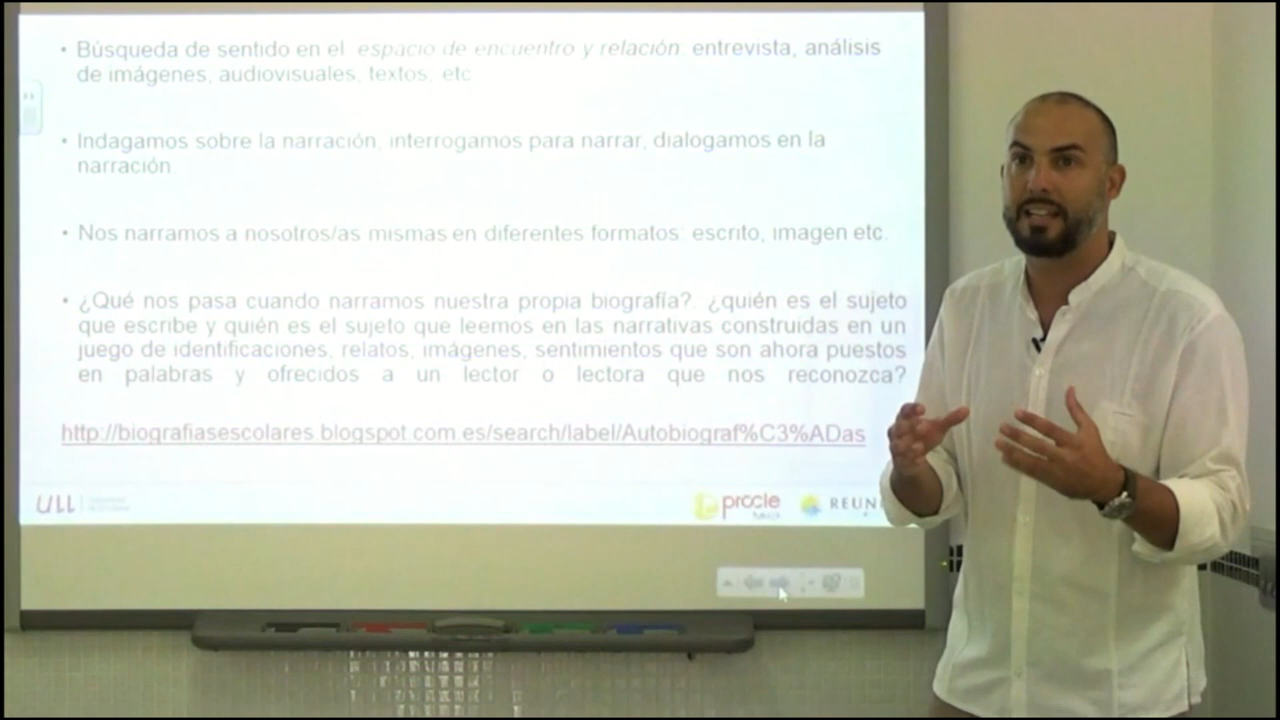 • Búsqueda de sentido en el espacio de encuentro y relación: entrevista, análisis
de imágenes, audiovisuales, textos, etc
• Indagamos sobre la narración, interrogamos para narrar, dialogamos en la
narración
• Nos narramos a nosotros/as mismas en diferentes formatos: escrito, imagen etc.
• ¿Qué nos pasa cuando narramos nuestra propia biografía? ¿quién es el sujeto
que escribe y quién es el sujeto que leemos en las narrativas construidas en un
juego de identificaciones, relatos, imágenes, sentimientos que son ahora puestos
en palabras y ofrecidos a un lector o lectora que nos reconozca?
http://biografiasescolares.blogspot.com.es/search/label/Autobiograf%C3%ADas
ULL procle REUNI